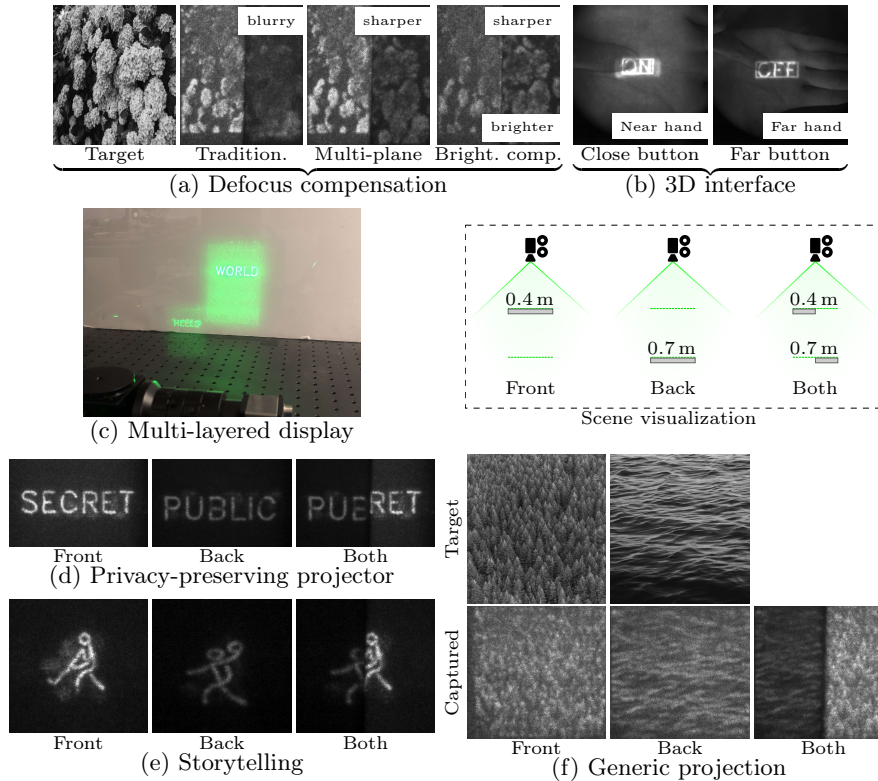 blurry
sharper
sharper
brighter
Target
Tradition.
Multi-plane
Bright. comp.
(a) Defocus compensation
ON
OFF
Near hand
Far hand
Close button
Far button
(b) 3D interface
WORLD
HELLO
(c) Multi-layered display
0.4 m
0.4 m
0.7 m
0.7 m
Front
Back
Both
Scene visualization
SECRET
PUBLIC
PUBRET
Front
Back
Both
(d) Privacy-preserving projector
Front
Back
Both
(e) Storytelling
Target
Captured
Front
Back
Both
(f) Generic projection